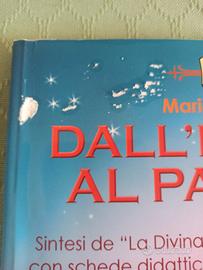 Mari
DALL'I
AL PA
Sintesi de "La Divina
con schede didattic